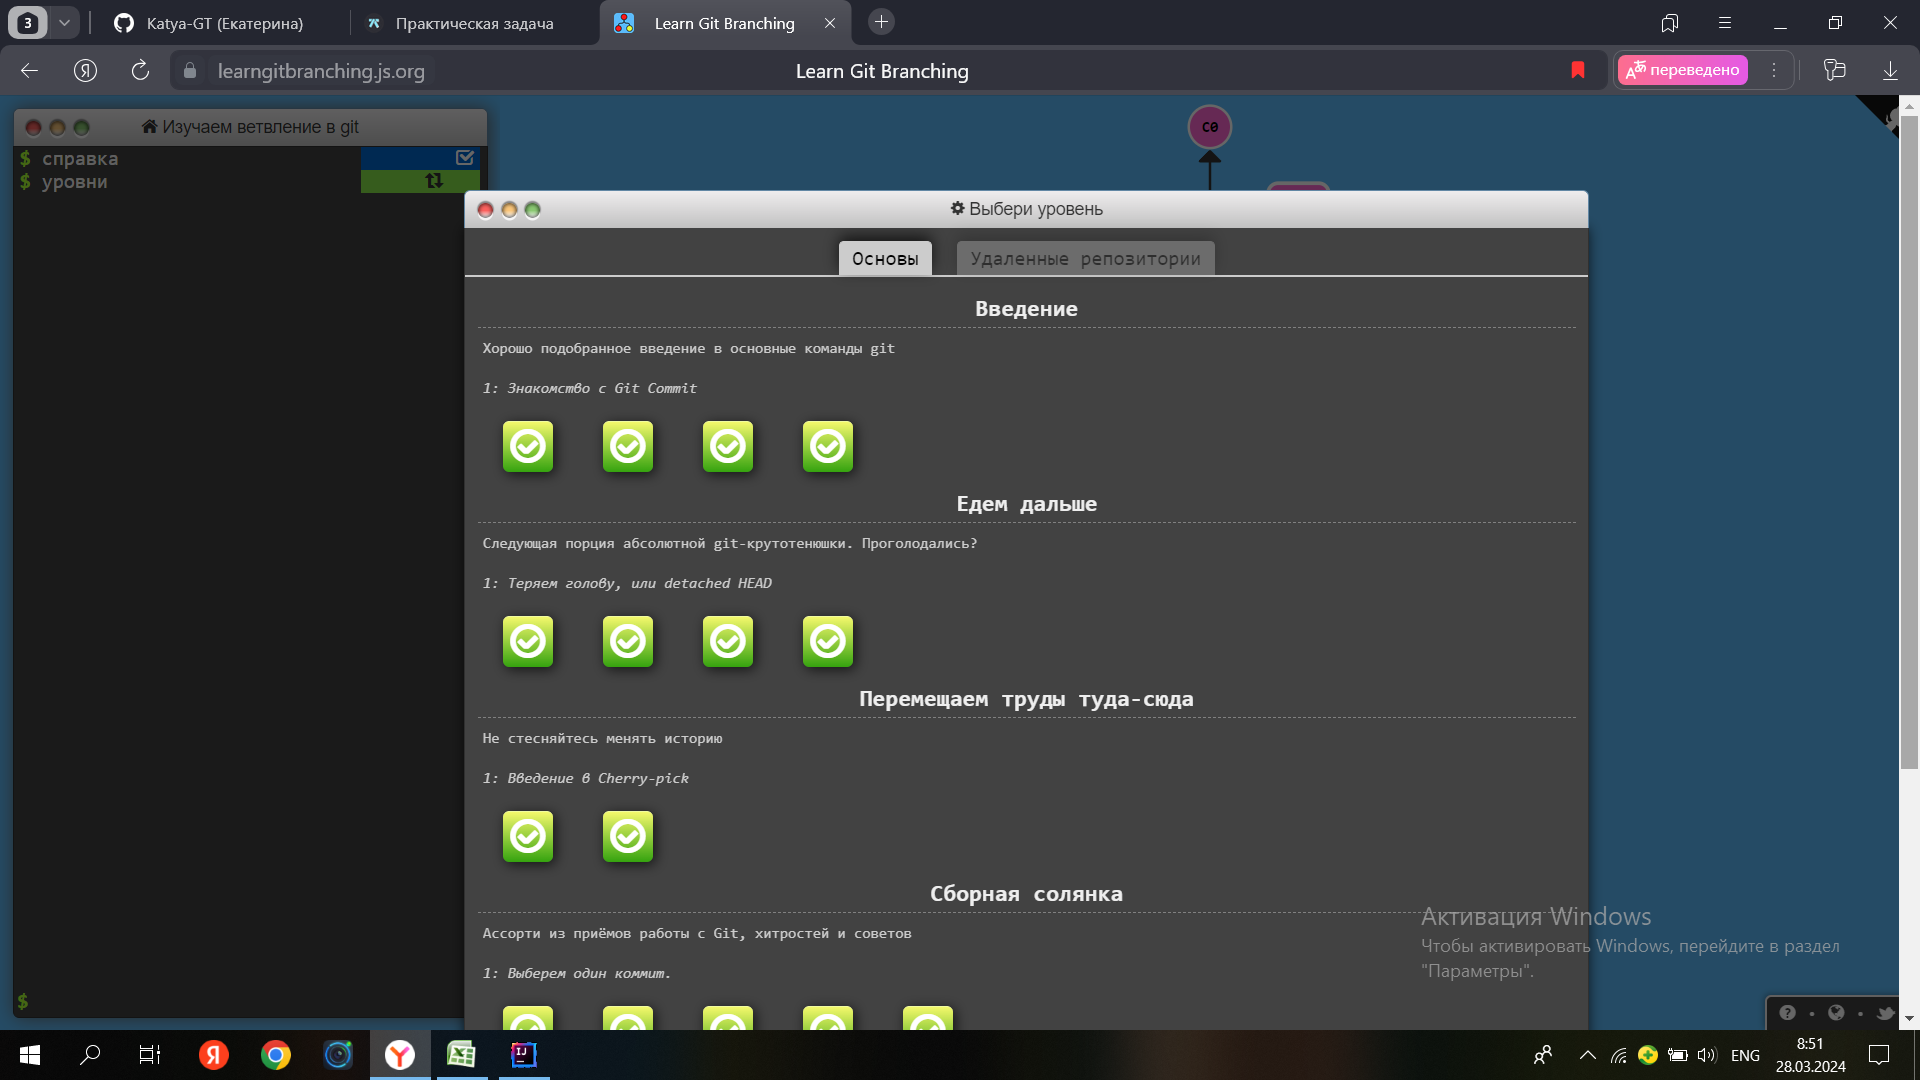 3
Katya-GT (Екатерина)
Практическая задача
Learn Git Branching
learngitbranching.js.org
Learn Git Branching
переведено
Изучаем ветвление в git
$ справка
$ уровни
C0
Выбери уровень
Основы
Удаленные репозитории
Введение
Хорошо подобранное введение в основные команды git
1: Знакомство с Git Commit
Едем дальше
Следующая порция абсолютной git-крутотенюшки. Проголодались?
1: Теряем голову, или detached HEAD
Перемещаем труды туда-сюда
Не стесняйтесь менять историю
1: Введение в Cherry-pick
Сборная солянка
Ассорти из приёмов работы с Git, хитростей и советов
1: Выберем один коммит.
$
Активация Windows
Чтобы активировать Windows, перейдите в раздел
"Параметры".
ENG
8:51
28.03.2024